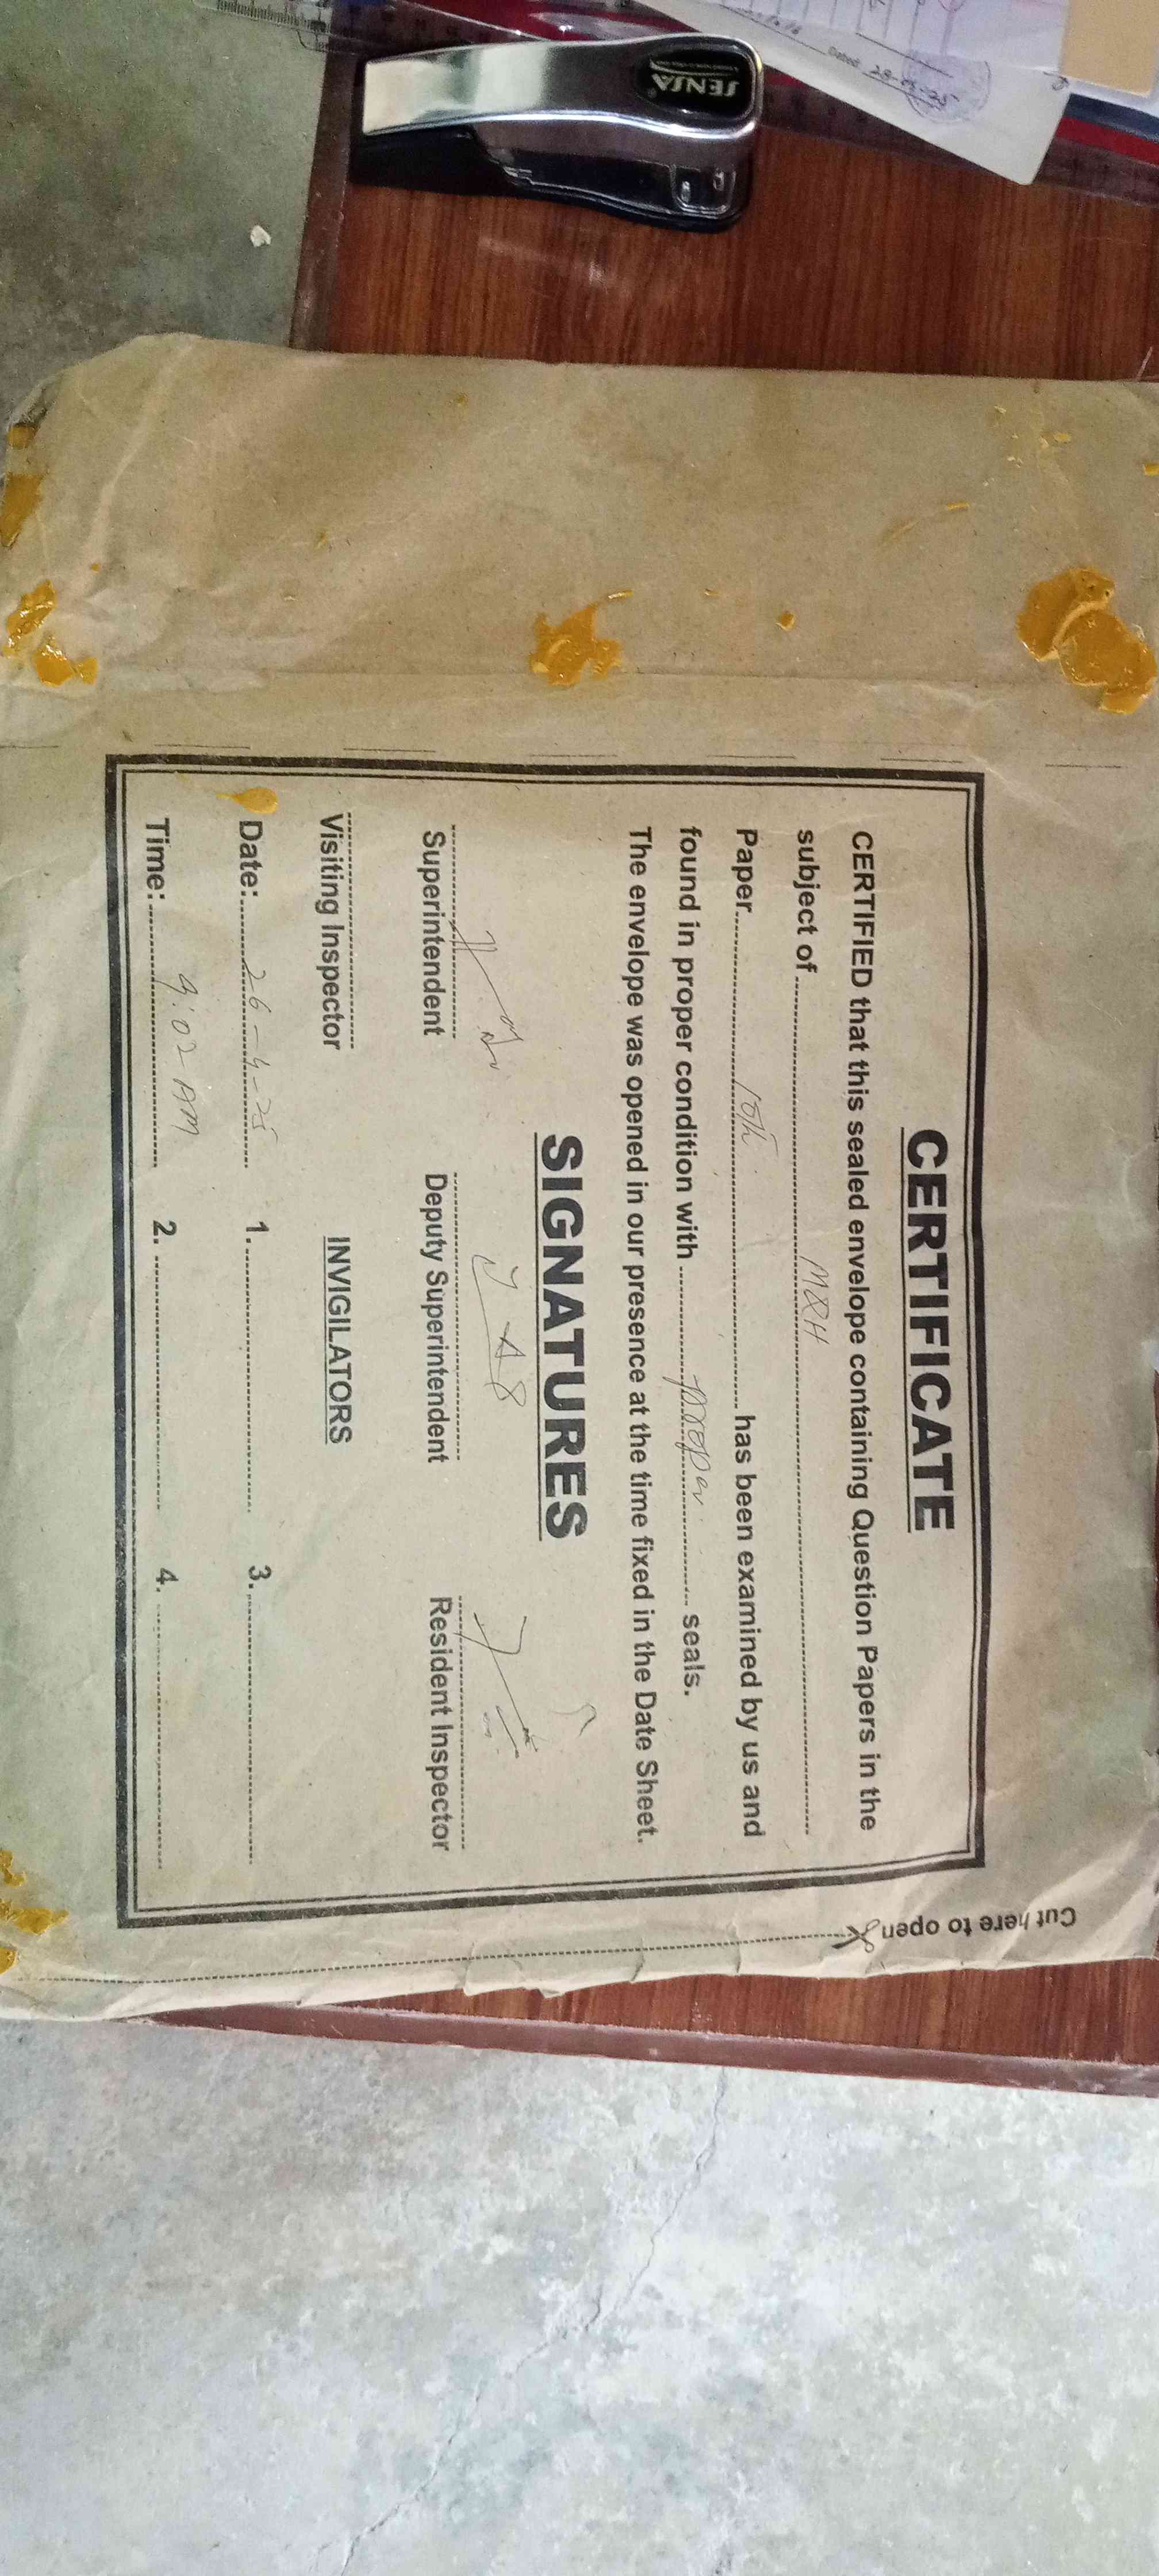 CERTIFICATE
CERTIFIED that this sealed envelope containing Question Papers in the
subject of M&H
Paper 10th has been examined by us and
found in proper condition with proper seals.
The envelope was opened in our presence at the time fixed in the Date Sheet.
SIGNATURES
Superintendent Deputy Superintendent Resident Inspector
Visiting Inspector INVIGILATORS
Date: 26-4-25 1. 3.
Time: 9:02 AM 2. 4.
Cut here to open
SENSA
Dated